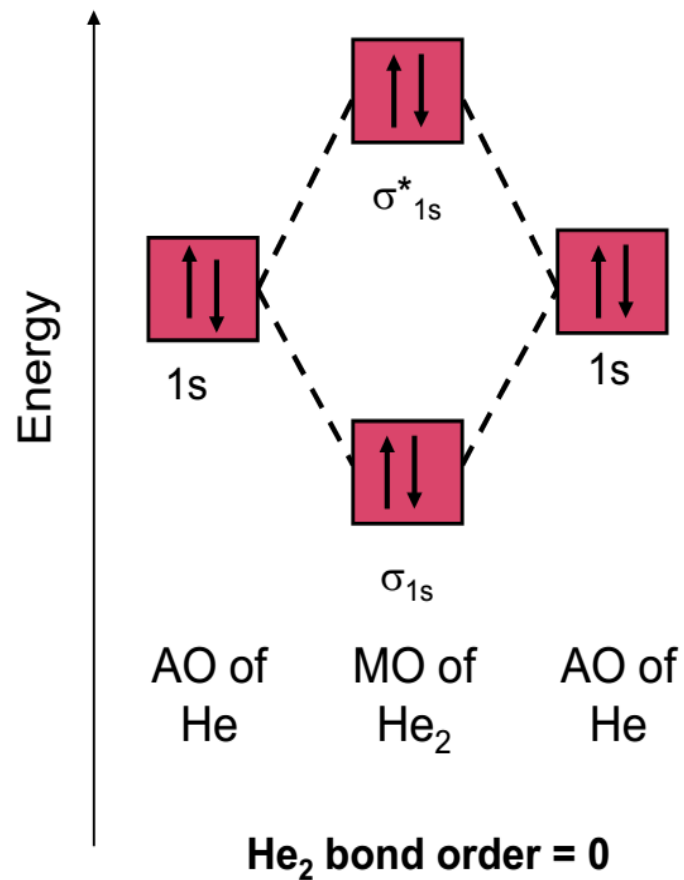 σ*1s
1s
1s
Energy
σ1s
AO of
He
MO of
He2
AO of
He
He2 bond order = 0